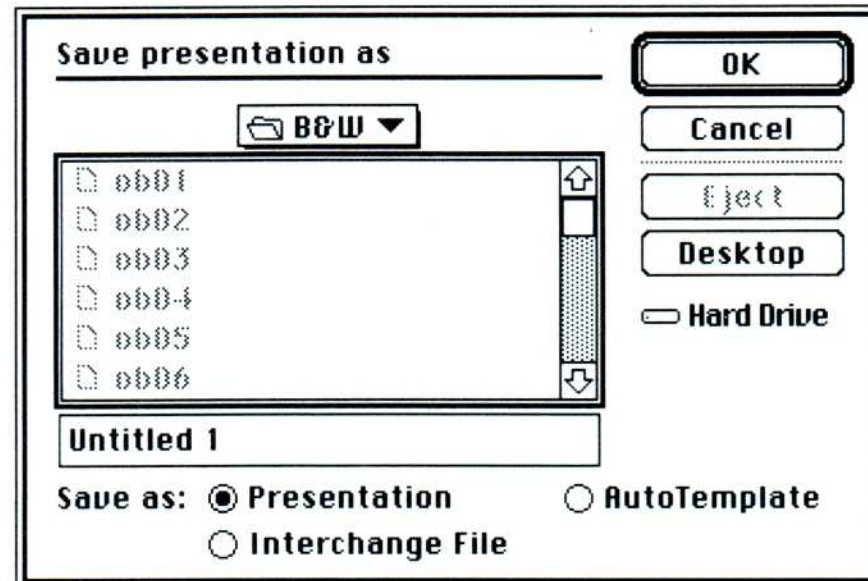 Save presentation as
B&W
ob01
ob02
ob03
ob04
ob05
ob06
Untitled 1
Save as:
Presentation
AutoTemplate
Interchange File
OK
Cancel
Eject
Desktop
Hard Drive